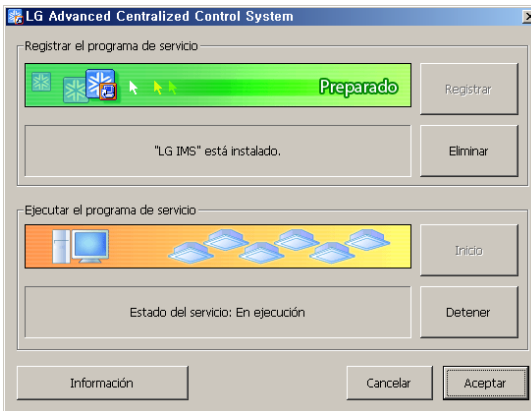 LG Advanced Centralized Control System
Registrar el programa de servicio
Preparado
Registrar
"LG IMS" está instalado.
Eliminar
Ejecutar el programa de servicio
Inicio
Estado del servicio: En ejecución
Detener
Información
Cancelar
Aceptar